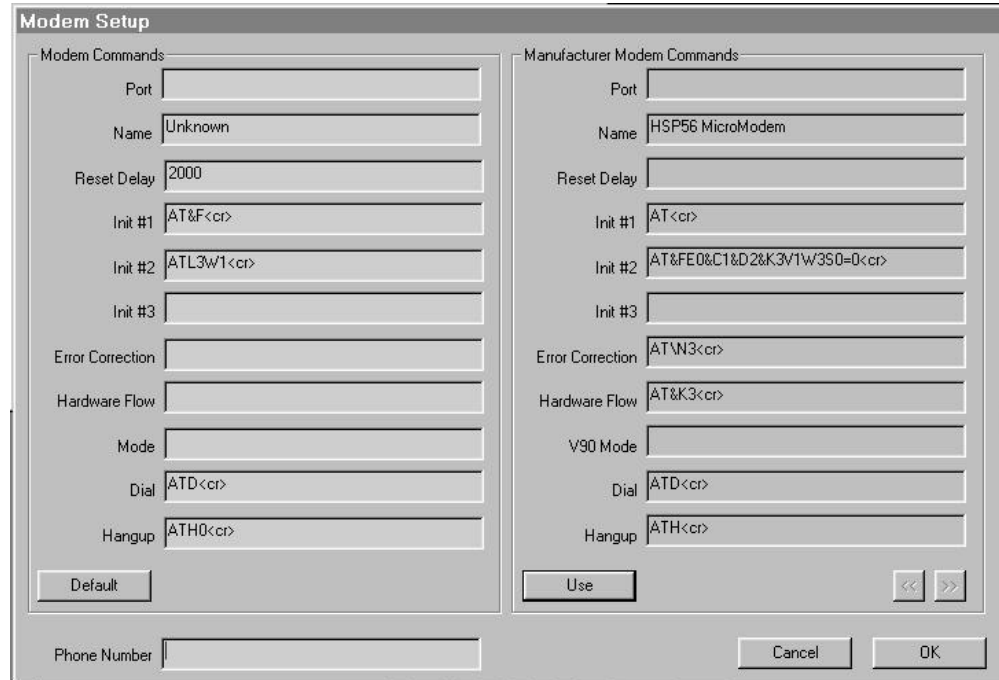 Modem Setup
Modem Commands
Port
Name Unknown
Reset Delay 2000
Init #1 AT&F<cr>
Init #2 ATL3W1<cr>
Init #3
Error Correction
Hardware Flow
Mode
Dial ATD<cr>
Hangup ATH0<cr>
Default
Manufacturer Modem Commands
Port
Name HSP56 MicroModem
Reset Delay
Init #1 AT<cr>
Init #2 AT&FE0&C1&D2&K3V1W3S0=0<cr>
Init #3
Error Correction AT\N3<cr>
Hardware Flow AT&K3<cr>
V90 Mode
Dial ATD<cr>
Hangup ATH<cr>
Use << >>
Phone Number
Cancel OK